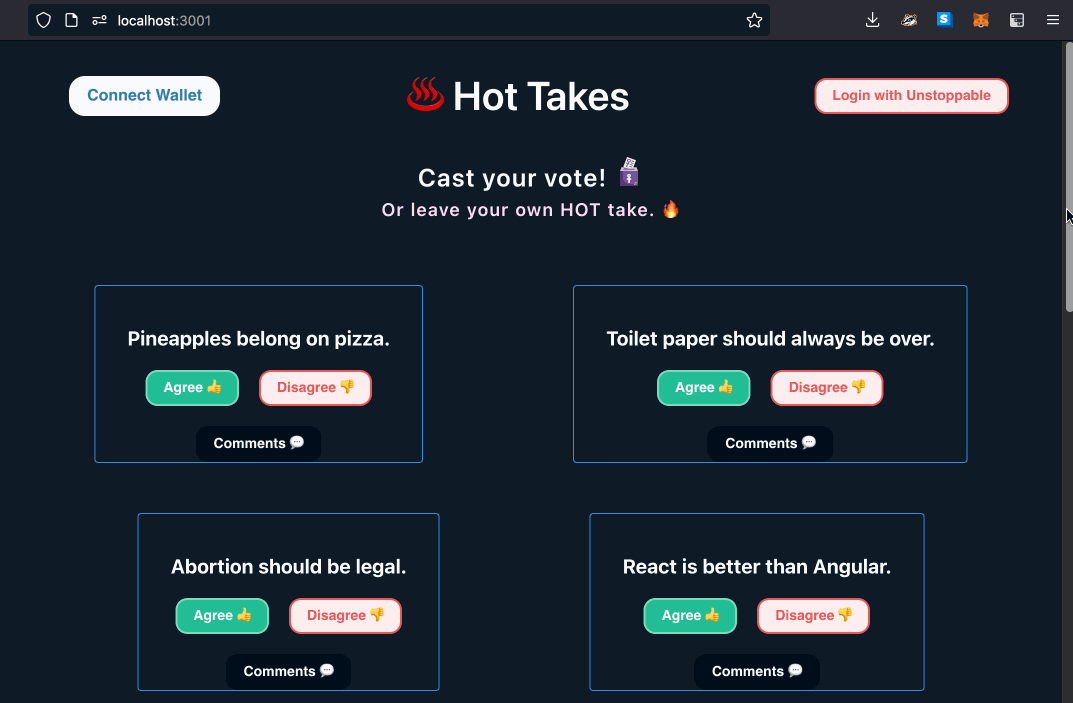 localhost:3001
Connect Wallet
♨️ Hot Takes
Login with Unstoppable
Cast your vote! 🗳️
Or leave your own HOT take. 🔥
Pineapples belong on pizza.
Agree 👍 Disagree 👎
Comments 💬
Toilet paper should always be over.
Agree 👍 Disagree 👎
Comments 💬
Abortion should be legal.
Agree 👍 Disagree 👎
Comments 💬
React is better than Angular.
Agree 👍 Disagree 👎
Comments 💬